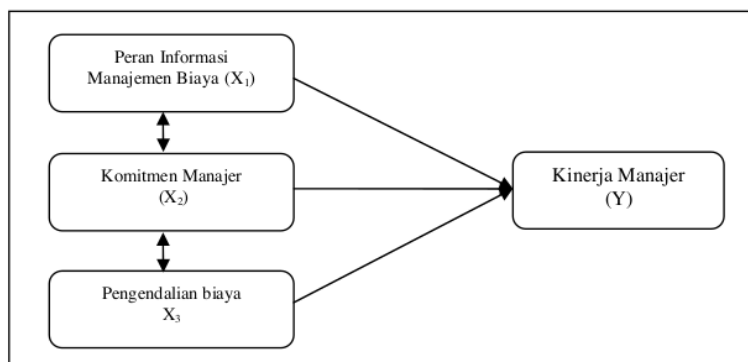 Peran Informasi
Manajemen Biaya (X₁)
Komitmen Manajer
(X₂)
Pengendalian biaya
X₃
Kinerja Manajer
(Y)